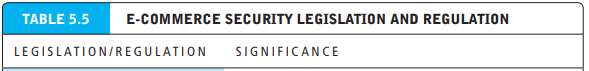 TABLE 5.5 E-COMMERCE SECURITY LEGISLATION AND REGULATION
LEGISLATION/REGULATION SIGNIFICANCE